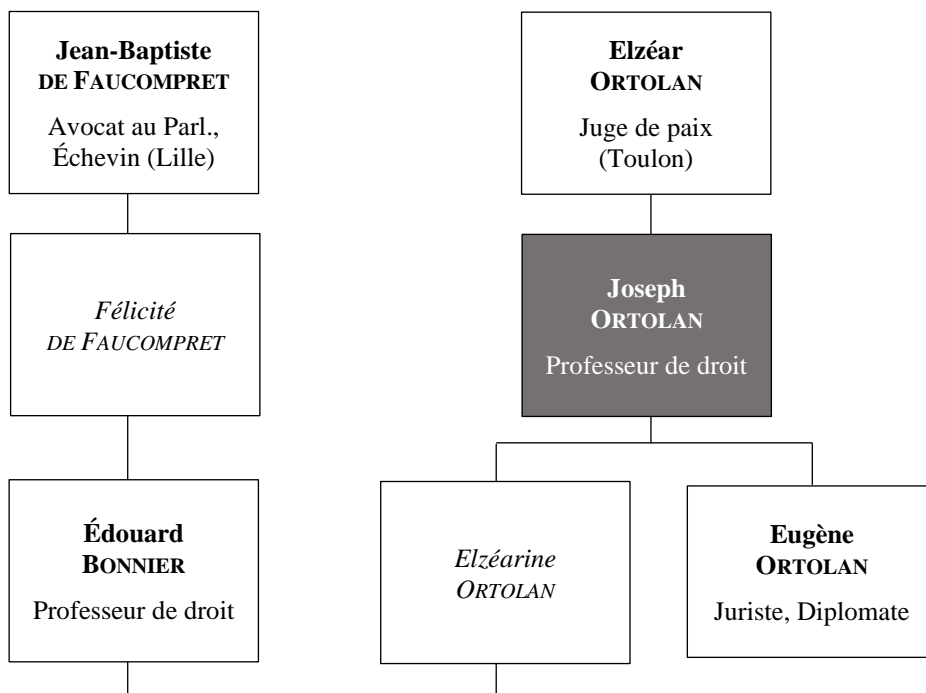 Jean-Baptiste
DE FAUCOMPRET
Avocat au Parl.,
Échevin (Lille)
Elzéar
ORTOLAN
Juge de paix
(Toulon)
Félicité
DE FAUCOMPRET
Joseph
ORTOLAN
Professeur de droit
Édouard
BONNIER
Professeur de droit
Elzéarine
ORTOLAN
Eugène
ORTOLAN
Juriste, Diplomate